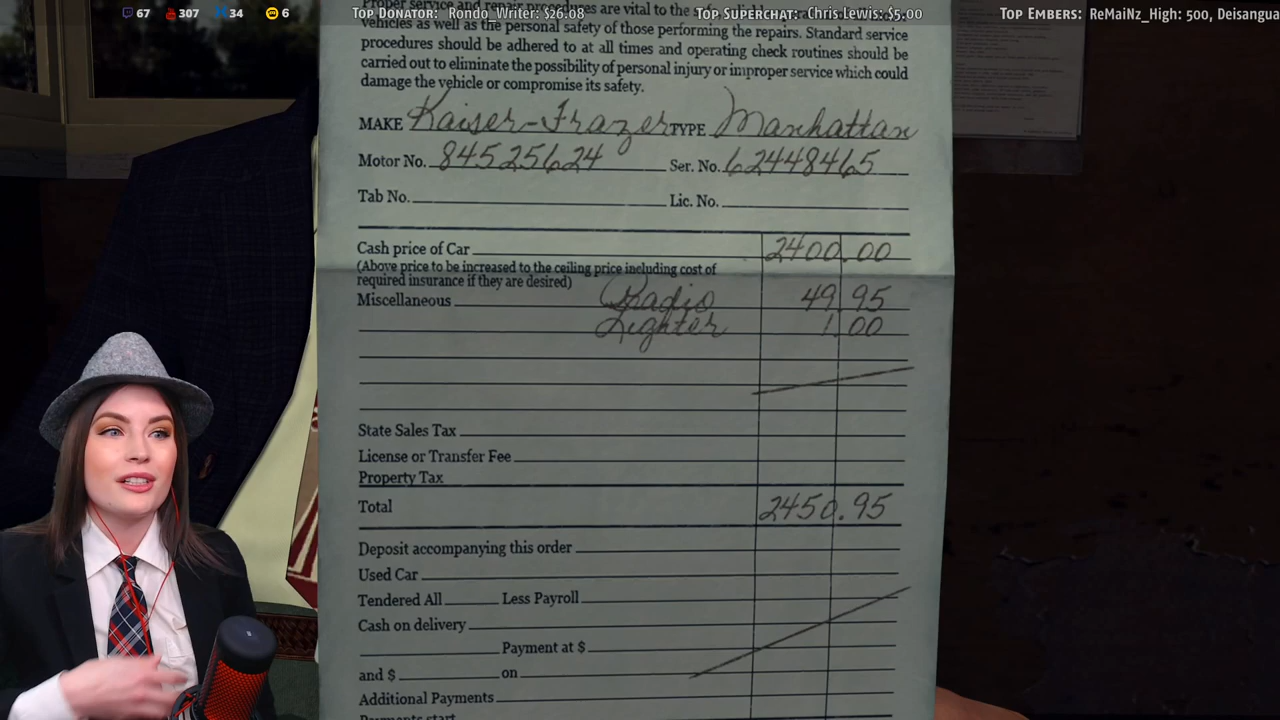 67 307 34 6 Top Donator: Rondo_Writer: $26.08 Top Superchat: Chris Lewis: $5.00 Top Embers: ReMaiNz_High: 500, Deisangua
Proper service and repair procedures are vital to the
vehicles as well as the personal safety of those performing the repairs. Standard service
procedures should be adhered to at all times and operating check routines should be
carried out to eliminate the possibility of personal injury or improper service which could
damage the vehicle or compromise its safety.
MAKE Kaiser-Frazer TYPE Manhattan
Motor No. 84525624 Ser. No. 62448465
Tab No. Lic. No.
Cash price of Car 2400.00
(Above price to be increased to the ceiling price including cost of
required insurance if they are desired)
Miscellaneous Radio 49.95
Lighter 1.00
State Sales Tax
License or Transfer Fee
Property Tax
Total 2450.95
Deposit accompanying this order
Used Car
Tendered All Less Payroll
Cash on delivery
Payment at $
and $ on
Additional Payments
Payments start